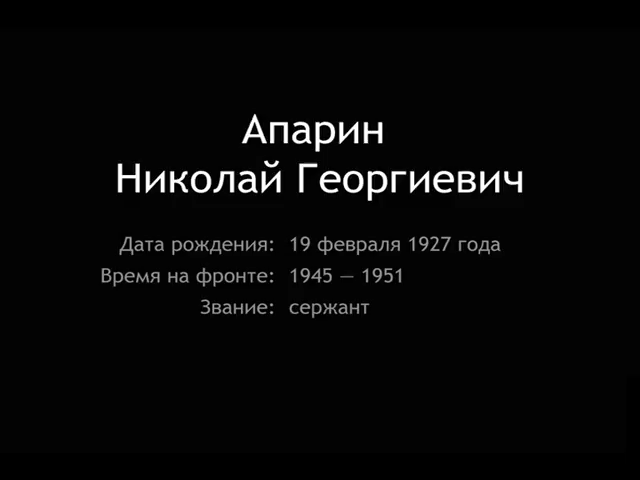 Апарин
Николай Георгиевич
Дата рождения: 19 февраля 1927 года
Время на фронте: 1945 — 1951
Звание: сержант